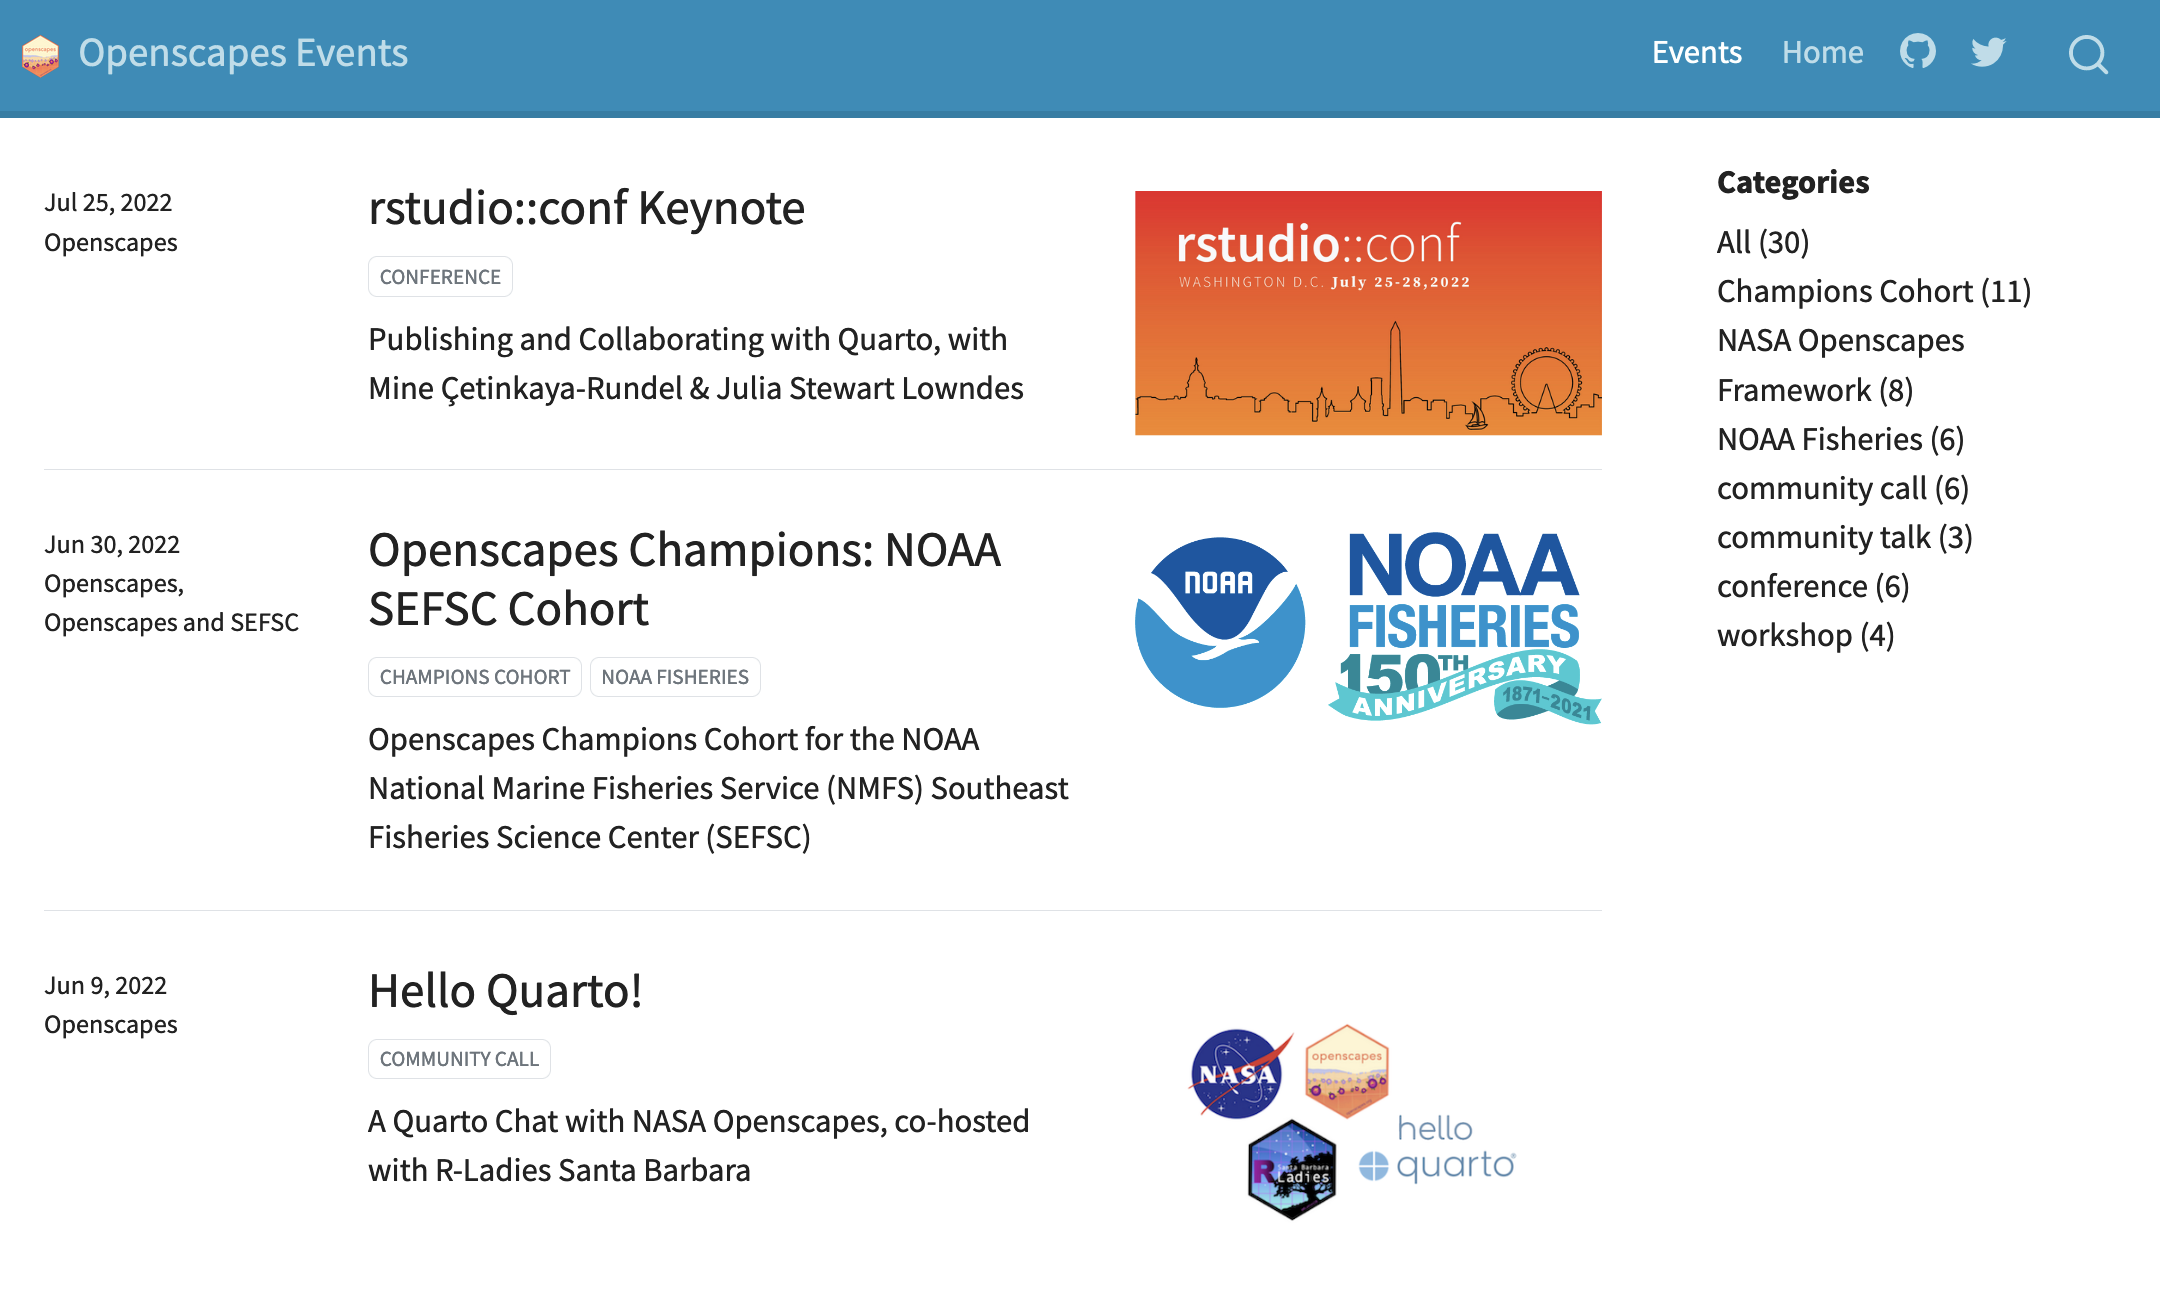 Openscapes Events
Events Home
Jul 25, 2022
Openscapes
rstudio::conf Keynote
CONFERENCE
Publishing and Collaborating with Quarto, with
Mine Çetinkaya-Rundel & Julia Stewart Lowndes
rstudio::conf
WASHINGTON D.C. July 25-28,2022
Jun 30, 2022
Openscapes,
Openscapes and SEFSC
Openscapes Champions: NOAA
SEFSC Cohort
CHAMPIONS COHORT NOAA FISHERIES
Openscapes Champions Cohort for the NOAA
National Marine Fisheries Service (NMFS) Southeast
Fisheries Science Center (SEFSC)
NOAA
NOAA
FISHERIES
150TH
ANNIVERSARY
1871-2021
Jun 9, 2022
Openscapes
Hello Quarto!
COMMUNITY CALL
A Quarto Chat with NASA Openscapes, co-hosted
with R-Ladies Santa Barbara
NASA
openscapes
Santa Barbara
R Ladies
hello
quarto
Categories
All (30)
Champions Cohort (11)
NASA Openscapes
Framework (8)
NOAA Fisheries (6)
community call (6)
community talk (3)
conference (6)
workshop (4)